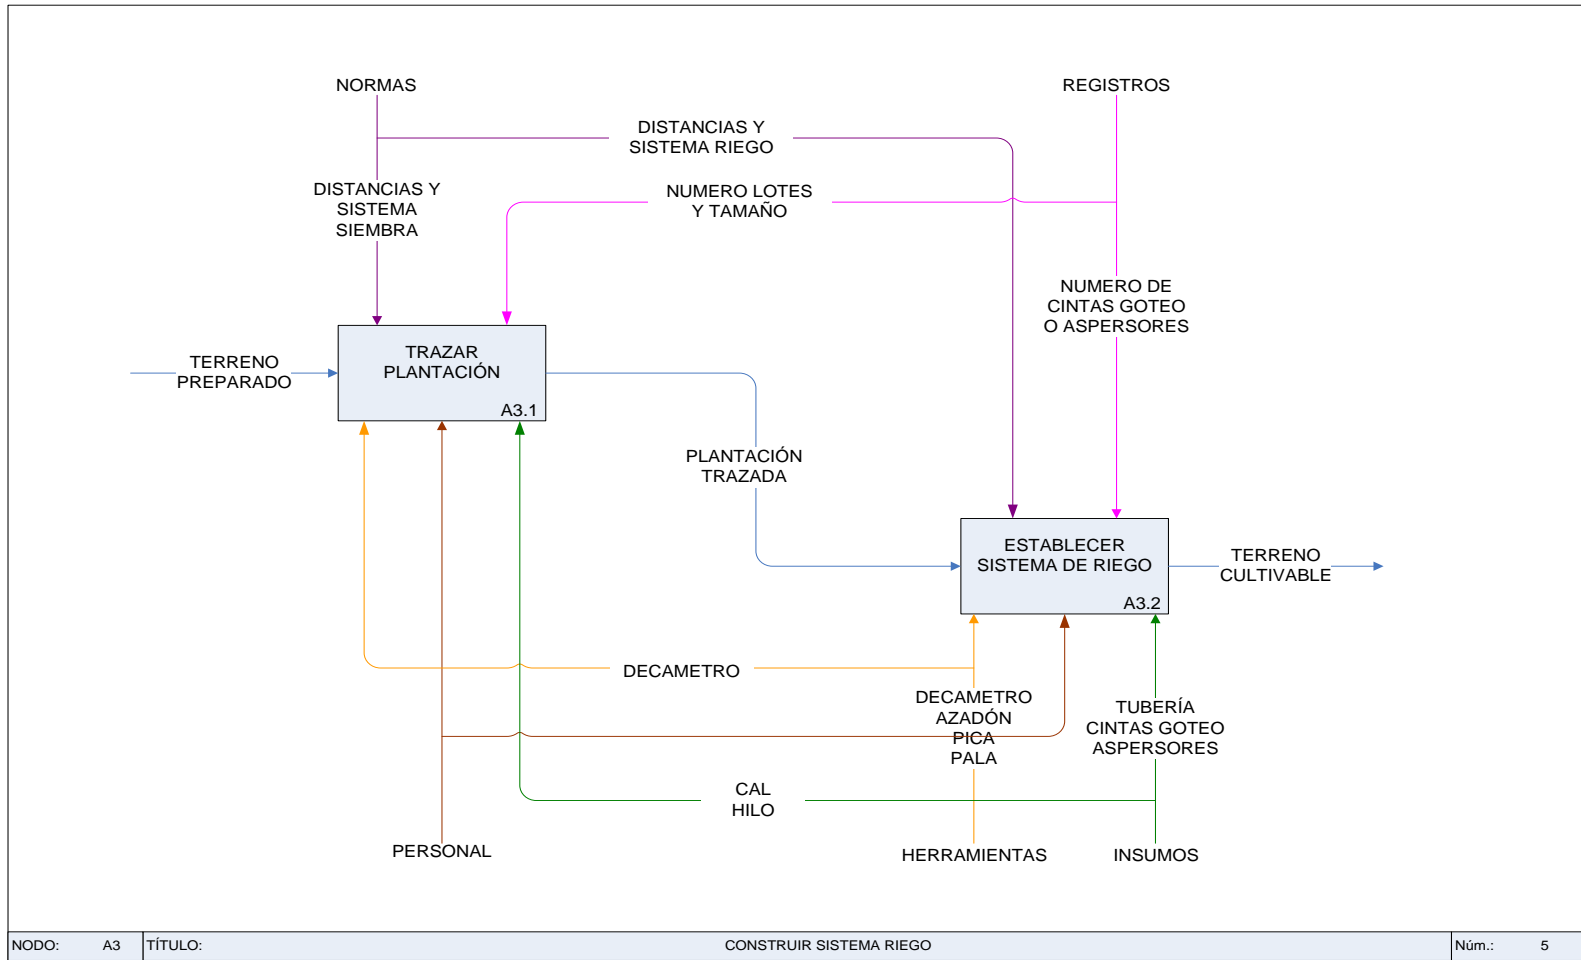 NORMAS
REGISTROS
DISTANCIAS Y
SISTEMA RIEGO
DISTANCIAS Y
SISTEMA
SIEMBRA
NUMERO LOTES
Y TAMAÑO
NUMERO DE
CINTAS GOTEO
O ASPERSORES
TERRENO
PREPARADO
TRAZAR
PLANTACIÓN
A3.1
PLANTACIÓN
TRAZADA
ESTABLECER
SISTEMA DE RIEGO
A3.2
TERRENO
CULTIVABLE
DECAMETRO
DECAMETRO
AZADÓN
PICA
PALA
TUBERÍA
CINTAS GOTEO
ASPERSORES
CAL
HILO
PERSONAL
HERRAMIENTAS
INSUMOS
NODO: A3 TÍTULO: CONSTRUIR SISTEMA RIEGO Núm.: 5